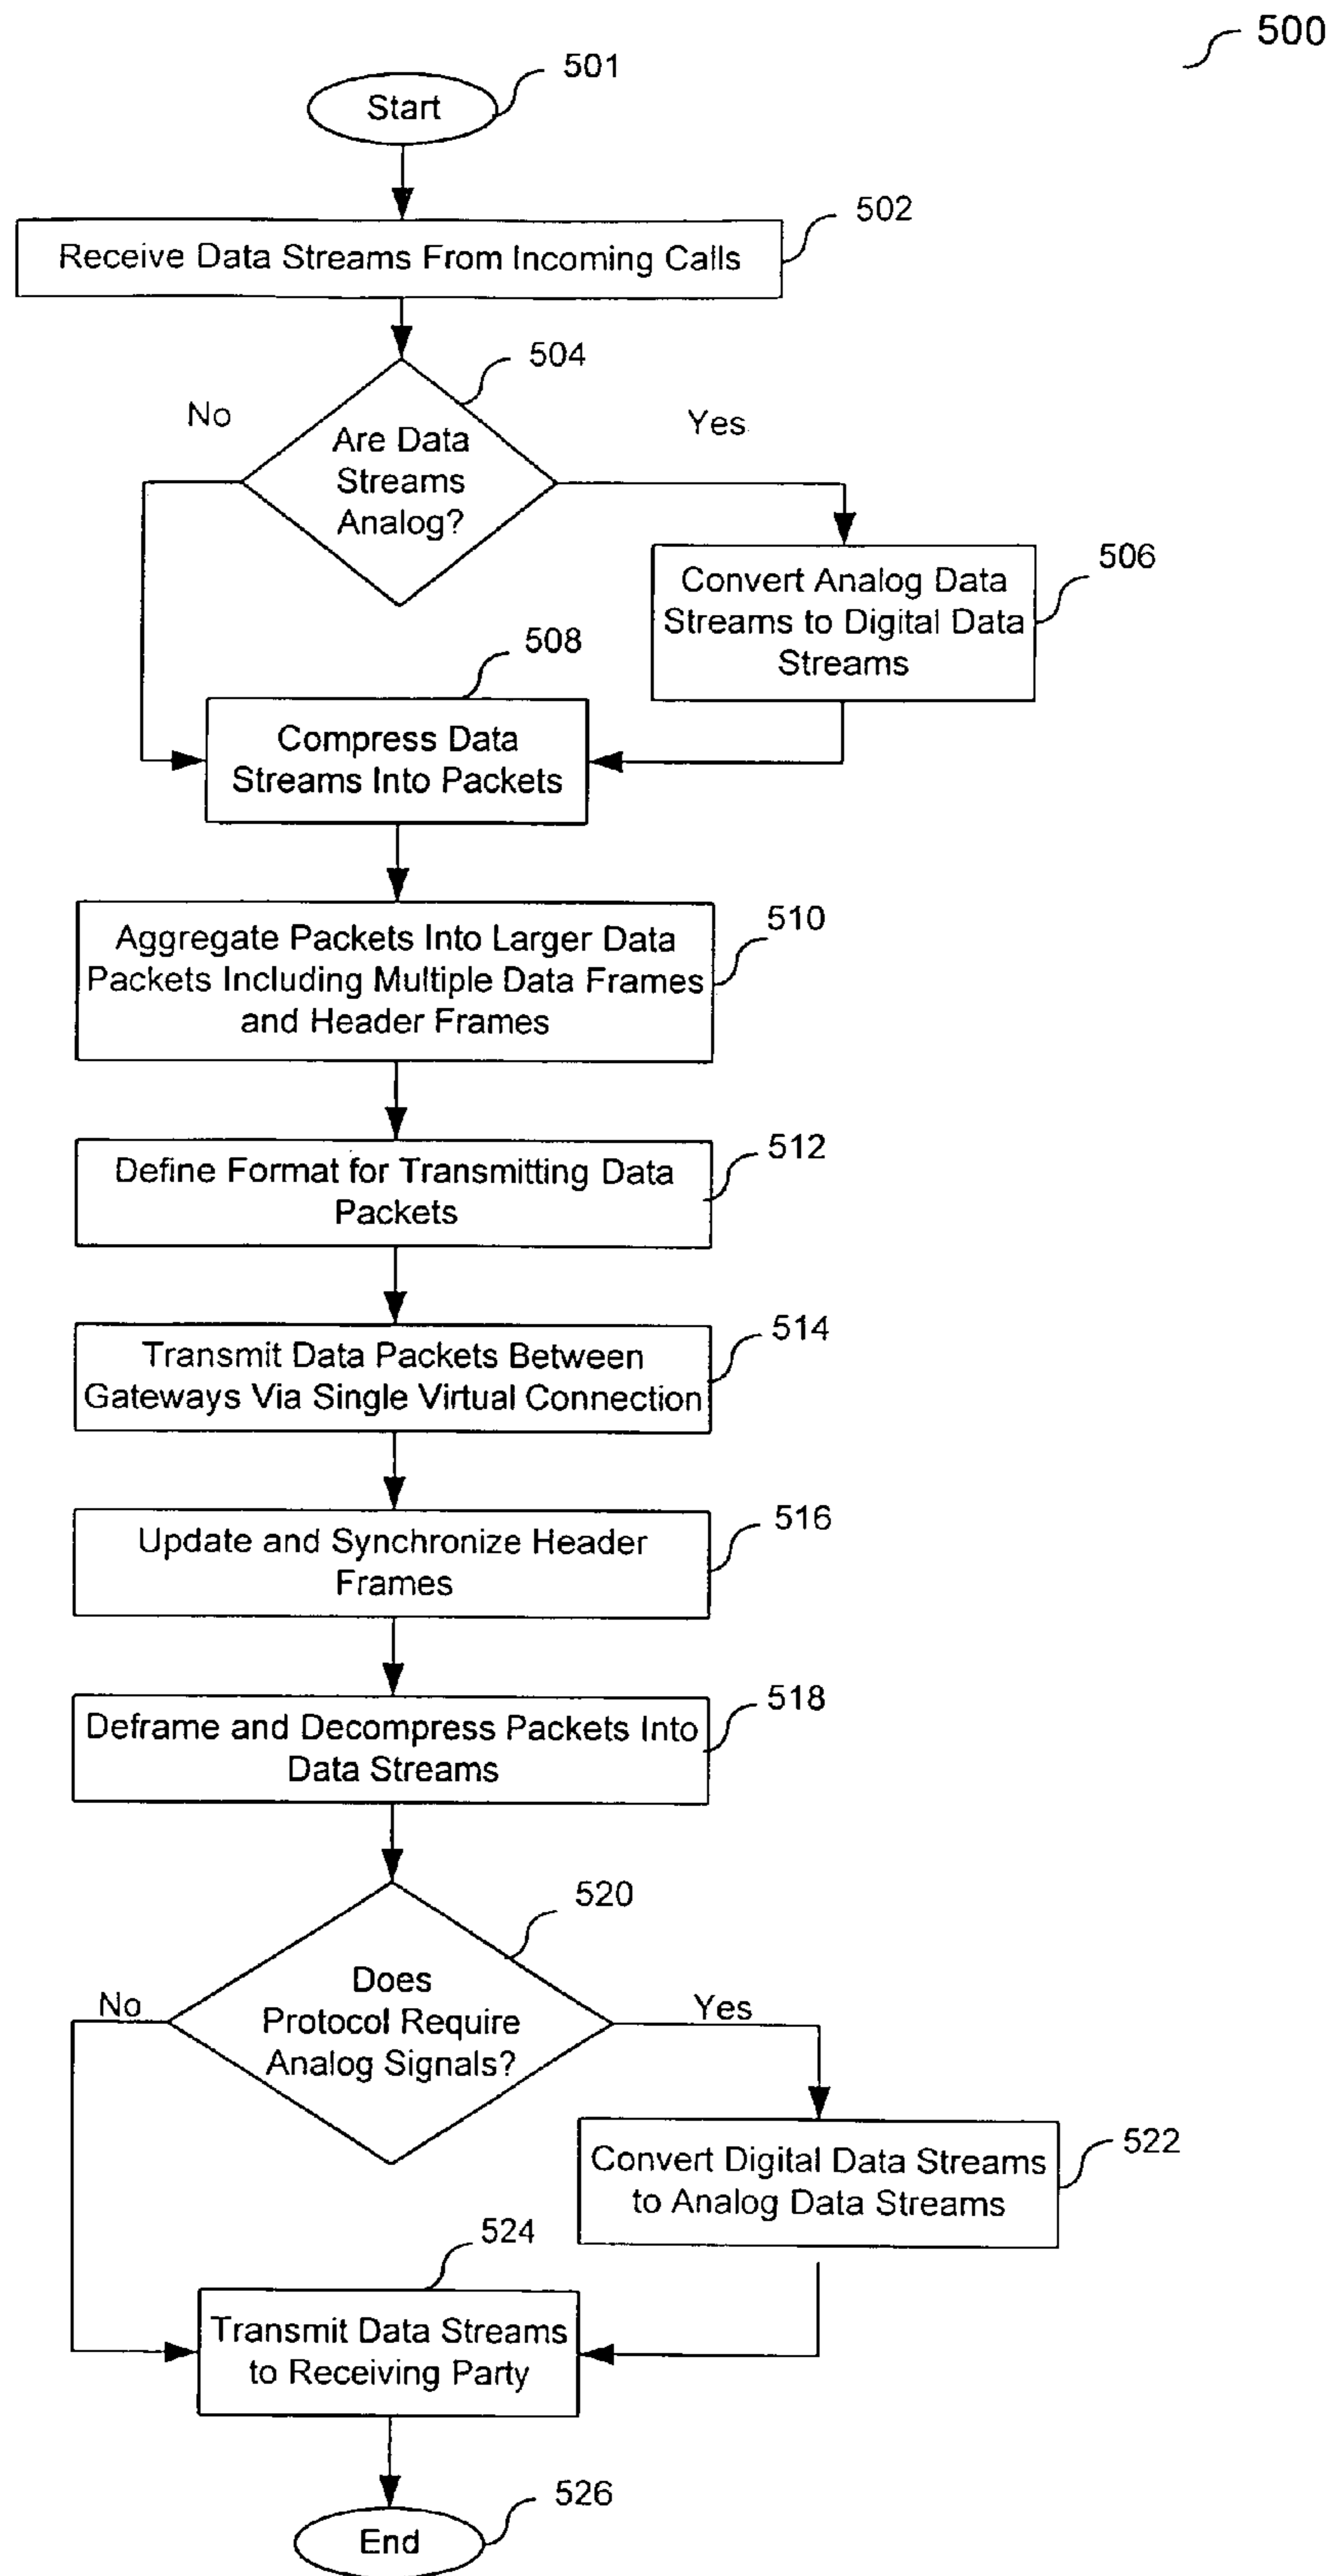 500
501
Start
502
Receive Data Streams From Incoming Calls
504
No
Yes
Are Data
Streams
Analog?
506
Convert Analog Data
Streams to Digital Data
Streams
508
Compress Data
Streams Into Packets
510
Aggregate Packets Into Larger Data
Packets Including Multiple Data Frames
and Header Frames
512
Define Format for Transmitting Data
Packets
514
Transmit Data Packets Between
Gateways Via Single Virtual Connection
516
Update and Synchronize Header
Frames
518
Deframe and Decompress Packets Into
Data Streams
520
Does
Protocol Require
Analog Signals?
No
Yes
522
Convert Digital Data Streams
to Analog Data Streams
524
Transmit Data Streams
to Receiving Party
526
End